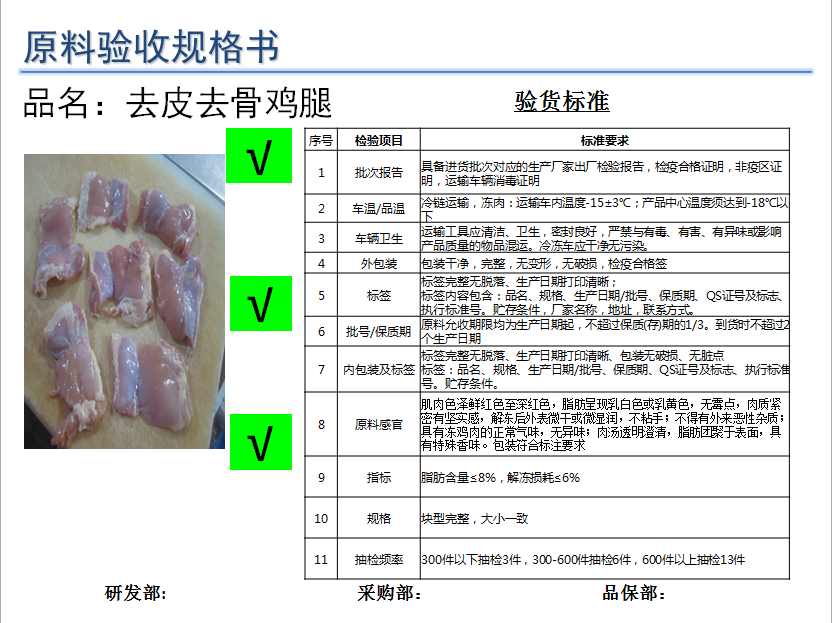 原料验收规格书
品名：去皮去骨鸡腿
验货标准
√
√
√
序号 检验项目 标准要求
1 批次报告 具备进货批次对应的生产厂家出厂检验报告，检疫合格证明，非疫区证
明，运输车辆消毒证明
2 车温/品温 冷链运输，冻肉：运输车内温度-15±3℃；产品中心温度须达到-18℃以
下
3 车辆卫生 运输工具应清洁、卫生，密封良好，严禁与有毒、有害、有异味或影响
产品质量的物品混运。冷冻车应干净无污染。
4 外包装 包装干净，完整，无变形，无破损，检疫合格签
5 标签 标签完整无脱落、生产日期打印清晰；
标签内容包含：品名、规格、生产日期/批号、保质期、QS证号及标志、
执行标准号。贮存条件，厂家名称，地址，联系方式。
6 批号/保质期 原料允收期限均为生产日期起，不超过保质(存)期的1/3。到货时不超过2
个生产日期
7 内包装及标签 标签完整无脱落、生产日期打印清晰、包装无破损、无脏点
标签：品名、规格、生产日期/批号、保质期、QS证号及标志、执行标准
号。贮存条件。
8 原料感官 肌肉色泽鲜红色至深红色，脂肪呈现乳白色或乳黄色，无霉点，肉质紧
密有坚实感，解冻后外表微干或微显润，不粘手；不得有外来恶性杂质；
具有冻鸡肉的正常气味，无异味；肉汤透明澄清，脂肪团聚于表面，具
有特殊香味。包装符合标注要求
9 指标 脂肪含量≤8%，解冻损耗≤6%
10 规格 块型完整，大小一致
11 抽检频率 300件以下抽检3件，300-600件抽检6件，600件以上抽检13件
研发部: 采购部: 品保部: